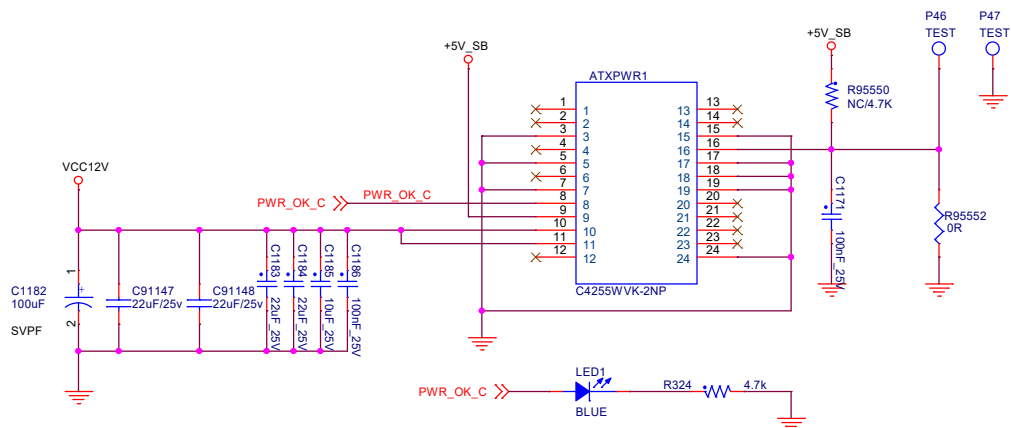 P46
TEST
P47
TEST
+5V_SB
+5V_SB
ATXPWR1
R95550
NC/4.7K
1
2
3
4
5
6
7
8
9
10
11
12
1
2
3
4
5
6
7
8
9
10
11
12
13
14
15
16
17
18
19
20
21
22
23
24
13
14
15
16
17
18
19
20
21
22
23
24
C4255WVK-2NP
VCC12V
PWR_OK_C
PWR_OK_C
C1171
100nF_25V
R95552
0R
1
+
2
C1182
100uF
SVPF
C91147
22uF/25v
C91148
22uF/25v
C1183
22uF_25V
C1184
22uF_25V
C1185
10uF_25V
C1186
100nF_25V
PWR_OK_C
LED1
BLUE
R324
4.7k